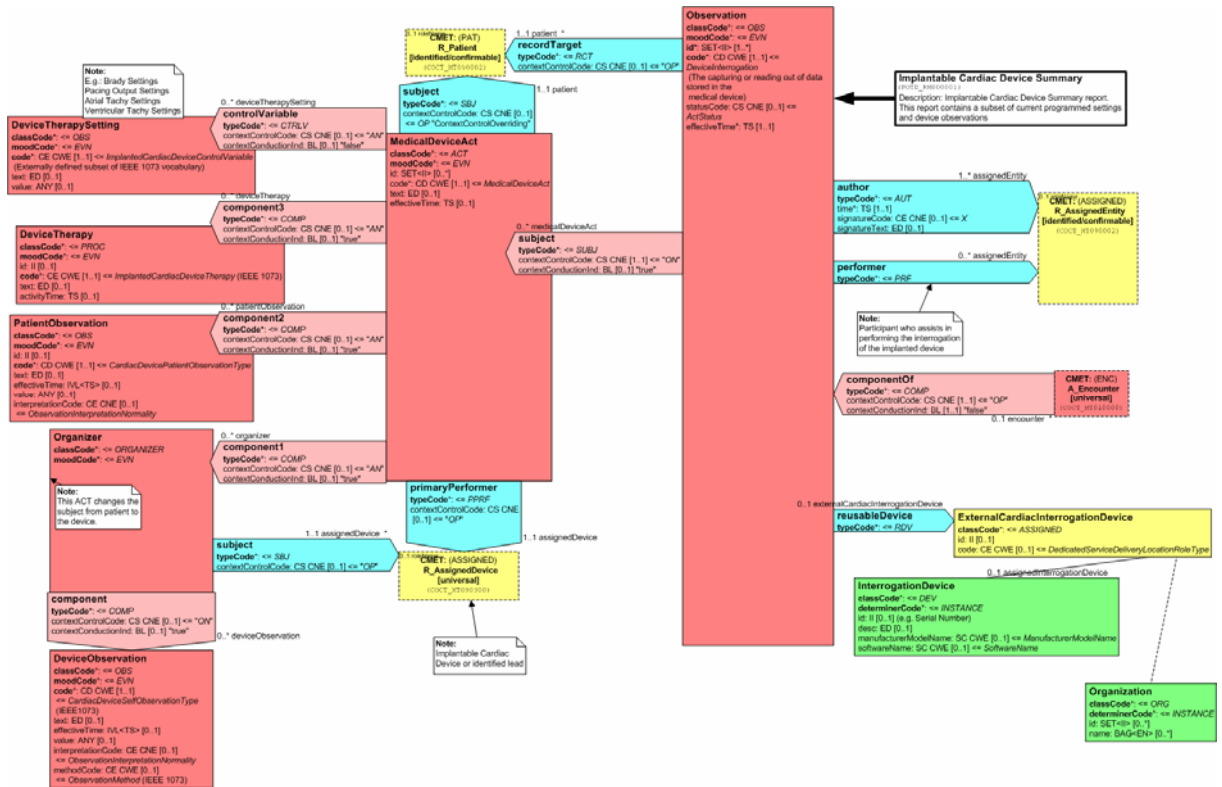 Observation
classCode*: <= OBS
moodCode*: <= EVN
id*: SET<II> [1..*]
code*: CD CWE [1..1] <=
DeviceInterrogation
(The capturing or reading out of data
stored in the
medical device)
statusCode: CS CNE [0..1] <=
ActStatus
effectiveTime*: TS [1..1]
Implantable Cardiac Device Summary
Description: Implantable Cardiac Device Summary report.
This report contains a subset of current programmed settings
and device observations
1..1 patient *
recordTarget
typeCode*: <= RCT
contextControlCode: CS CNE [0..1] <= "OP"
CMET: (PAT)
R_Patient
[identified/confirmable]
(COCT_MT050002)
1..1 patient
subject
typeCode*: <= SBJ
contextControlCode: CS CNE [0..1]
<= OP "ContextControlOverriding"
Note:
E.g.: Brady Settings
Pacing Output Settings
Atrial Tachy Settings
Ventricular Tachy Settings
0..* deviceTherapySetting
controlVariable
typeCode*: <= CTRLV
contextControlCode: CS CNE [0..1] <= "AN"
contextConductionInd: BL [0..1] "false"
DeviceTherapySetting
classCode*: <= OBS
moodCode*: <= EVN
code*: CE CWE [1..1] <= ImplantedCardiacDeviceControlVariable
(Externally defined subset of IEEE 1073 vocabulary)
text: ED [0..1]
value: ANY [0..1]
MedicalDeviceAct
classCode*: <= ACT
moodCode*: <= EVN
id: SET<II> [0..*]
code*: CD CWE [1..1] <= MedicalDeviceAct
text: ED [0..1]
effectiveTime: TS [0..1]
0..* deviceTherapy
component3
typeCode*: <= COMP
contextControlCode: CS CNE [0..1] <= "AN"
contextConductionInd: BL [0..1] "true"
DeviceTherapy
classCode*: <= PROC
moodCode*: <= EVN
id: II [0..1]
code*: CE CWE [1..1] <= ImplantedCardiacDeviceTherapy (IEEE 1073)
text: ED [0..1]
activityTime: TS [0..1]
0..* medicalDeviceAct
subject
typeCode*: <= SUBJ
contextControlCode: CS CNE [0..1] <= "ON"
contextConductionInd: BL [0..1] "true"
1..* assignedEntity
author
typeCode*: <= AUT
time*: TS [1..1]
signatureCode: CE CNE [0..1] <= X
signatureText: ED [0..1]
CMET: (ASSIGNED)
R_AssignedEntity
[identified/confirmable]
(COCT_MT090002)
0..* assignedEntity
performer
typeCode*: <= PRF
Note:
Participant who assists in
performing the interrogation
of the implanted device
0..* patientObservation
component2
typeCode*: <= COMP
contextControlCode: CS CNE [0..1] <= "AN"
contextConductionInd: BL [0..1] "true"
PatientObservation
classCode*: <= OBS
moodCode*: <= EVN
id: II [0..1]
code*: CD CWE [1..1] <= CardiacDevicePatientObservationType
text: ED [0..1]
effectiveTime: IVL<TS> [0..1]
value: ANY [0..1]
interpretationCode: CE CNE [0..1]
<= ObservationInterpretationNormality
componentOf
typeCode*: <= COMP
contextControlCode: CS CNE [1..1] <= "OP"
contextConductionInd: BL [1..1] "false"
CMET: (ENC)
A_Encounter
[universal]
(COCT_MT010000)
0..1 encounter *
0..* organizer
component1
typeCode*: <= COMP
contextControlCode: CS CNE [0..1] <= "AN"
contextConductionInd: BL [0..1] "true"
Organizer
classCode*: <= ORGANIZER
moodCode*: <= EVN
Note:
This ACT changes the
subject from patient to
the device.
primaryPerformer
typeCode*: <= PPRF
contextControlCode: CS CNE
[0..1] <= "OP"
1..1 assignedDevice
1..1 assignedDevice *
subject
typeCode*: <= SBJ
contextControlCode: CS CNE [0..1] <= "OP"
CMET: (ASSIGNED)
R_AssignedDevice
[universal]
(COCT_MT090300)
Note:
Implantable Cardiac
Device or identified lead
component
typeCode*: <= COMP
contextControlCode: CS CNE [0..1] <= "ON"
contextConductionInd: BL [0..1] "true"
0..* deviceObservation
DeviceObservation
classCode*: <= OBS
moodCode*: <= EVN
code*: CD CWE [1..1]
<= CardiacDeviceSelfObservationType
(IEEE1073)
text: ED [0..1]
effectiveTime: IVL<TS> [0..1]
value: ANY [0..1]
interpretationCode: CE CNE [0..1]
<= ObservationInterpretationNormality
methodCode: CE CWE [0..1]
<= ObservationMethod (IEEE 1073)
0..1 externalCardiacInterrogationDevice
reusableDevice
typeCode*: <= RDV
ExternalCardiacInterrogationDevice
classCode*: <= ASSIGNED
id: II [0..1]
code: CE CWE [0..1] <= DedicatedServiceDeliveryLocationRoleType
0..1 assignedInterrogationDevice
InterrogationDevice
classCode*: <= DEV
determinerCode*: <= INSTANCE
id: II [0..1] (e.g. Serial Number)
desc: ED [0..1]
manufacturerModelName: SC CWE [0..1] <= ManufacturerModelName
softwareName: SC CWE [0..1] <= SoftwareName
Organization
classCode*: <= ORG
determinerCode*: <= INSTANCE
id: SET<II> [0..*]
name: BAG<EN> [0..*]